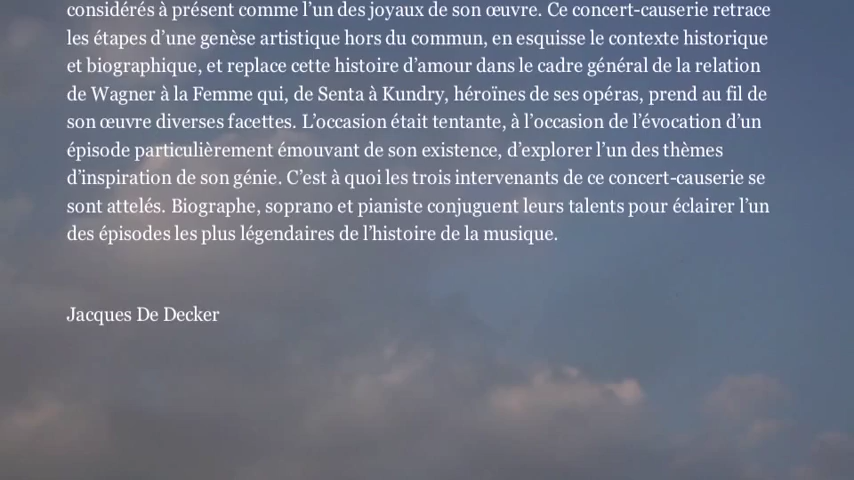 considérés à présent comme l’un des joyaux de son œuvre. Ce concert-causerie retrace
les étapes d’une genèse artistique hors du commun, en esquisse le contexte historique
et biographique, et replace cette histoire d’amour dans le cadre général de la relation
de Wagner à la Femme qui, de Senta à Kundry, héroïnes de ses opéras, prend au fil de
son œuvre diverses facettes. L’occasion était tentante, à l’occasion de l’évocation d’un
épisode particulièrement émouvant de son existence, d’explorer l’un des thèmes
d’inspiration de son génie. C’est à quoi les trois intervenants de ce concert-causerie se
sont attelés. Biographe, soprano et pianiste conjuguent leurs talents pour éclairer l’un
des épisodes les plus légendaires de l’histoire de la musique.
Jacques De Decker